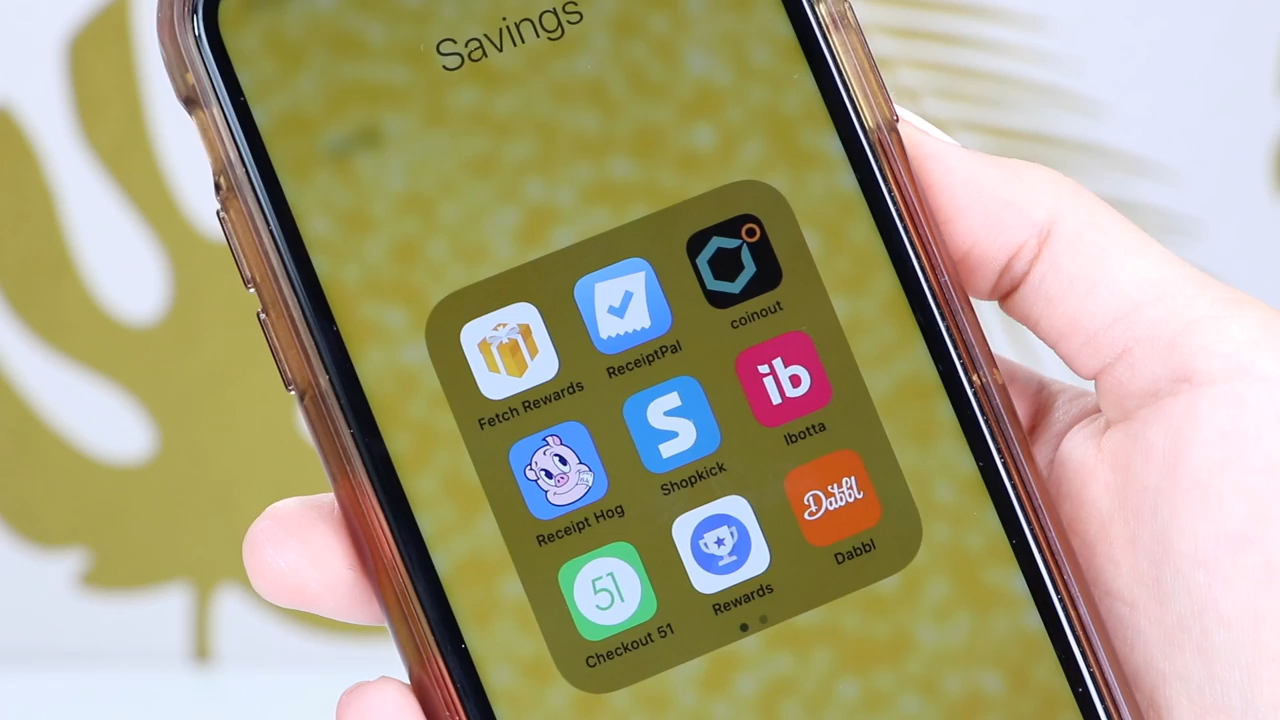 Savings
Fetch Rewards
ReceiptPal
coinout
Receipt Hog
S
Shopkick
ib
Ibotta
51
Checkout 51
Rewards
Dabbl
Dabbl